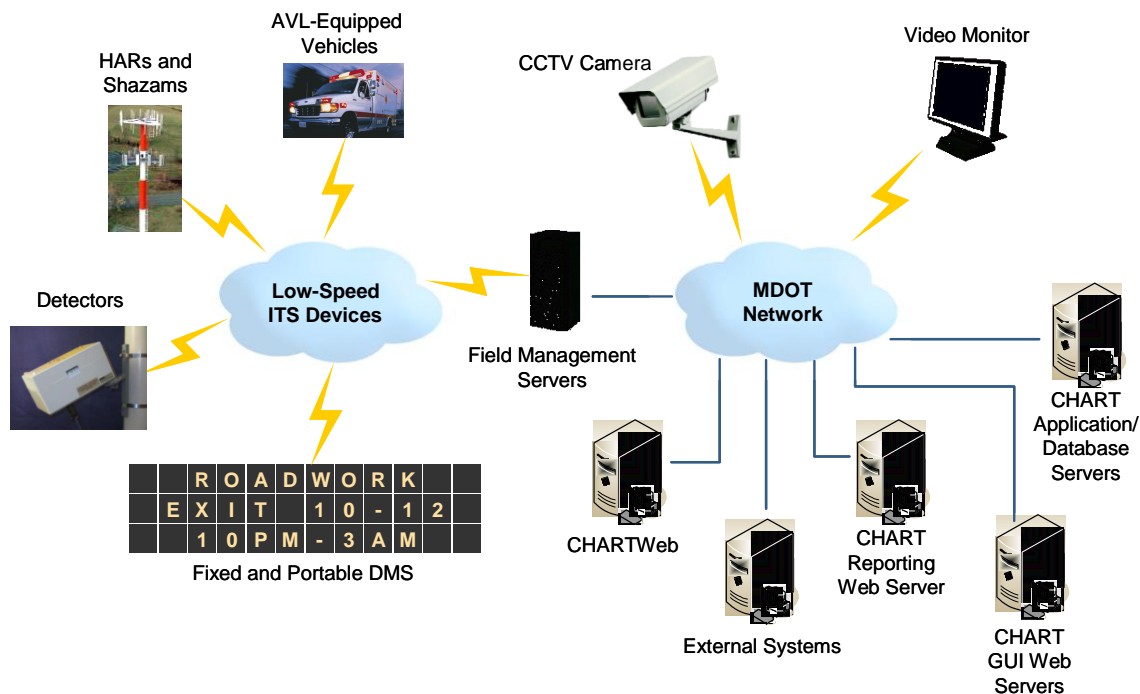 AVL-Equipped
Vehicles
HARs and
Shazams
CCTV Camera
Video Monitor
Low-Speed
ITS Devices
MDOT
Network
Detectors
Field Management
Servers
CHART
Application/
Database
Servers
ROADWORK
EXIT 10-12
10PM-3AM
Fixed and Portable DMS
CHARTWeb
External Systems
CHART
Reporting
Web Server
CHART
GUI Web
Servers